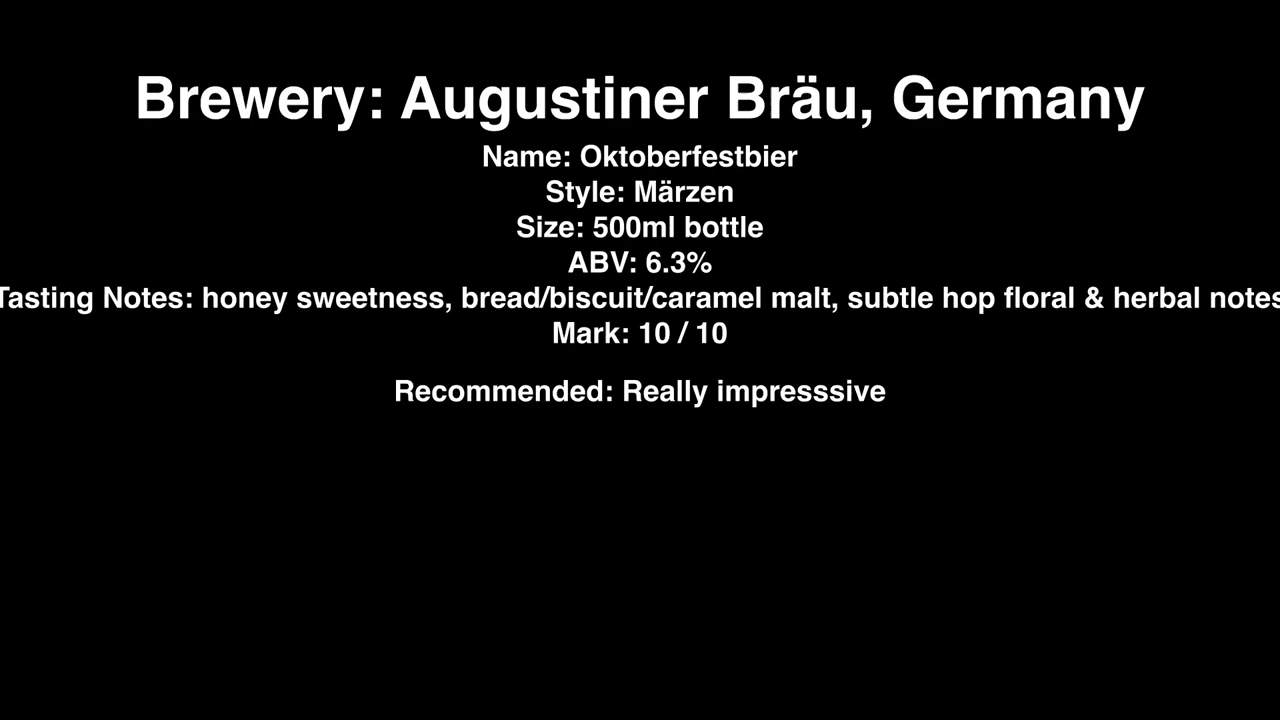 Brewery: Augustiner Bräu, Germany
Name: Oktoberfestbier
Style: Märzen
Size: 500ml bottle
ABV: 6.3%
Tasting Notes: honey sweetness, bread/biscuit/caramel malt, subtle hop floral & herbal notes
Mark: 10 / 10
Recommended: Really impresssive